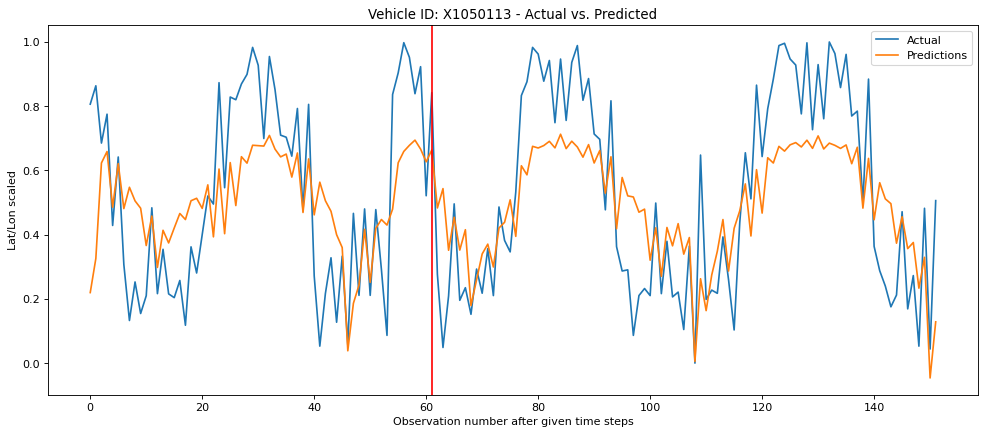 Vehicle ID: X1050113 - Actual vs. Predicted
Actual
Predictions
Lat/Lon scaled
1.0
0.8
0.6
0.4
0.2
0.0
0 20 40 60 80 100 120 140
Observation number after given time steps